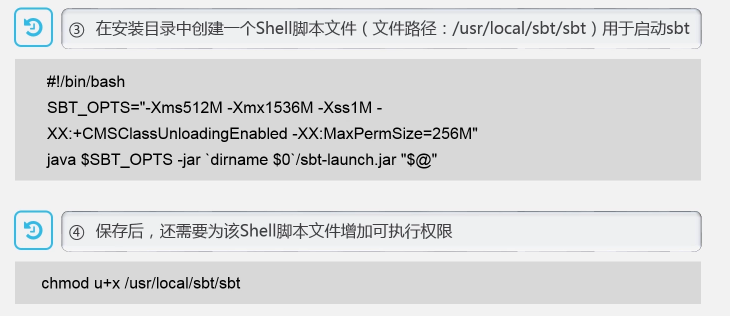 ③ 在安装目录中创建一个Shell脚本文件（文件路径：/usr/local/sbt/sbt）用于启动sbt
#!/bin/bash
SBT_OPTS="-Xms512M -Xmx1536M -Xss1M -
XX:+CMSClassUnloadingEnabled -XX:MaxPermSize=256M"
java $SBT_OPTS -jar `dirname $0`/sbt-launch.jar "$@"
④ 保存后，还需要为该Shell脚本文件增加可执行权限
chmod u+x /usr/local/sbt/sbt